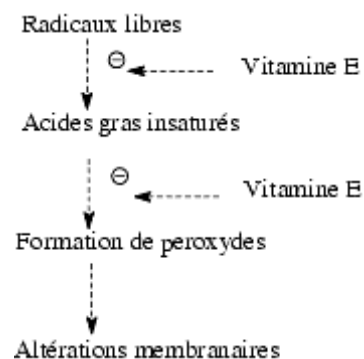 Radicaux libres
⊖
Vitamine E
Acides gras insaturés
⊖
Vitamine E
Formation de peroxydes
Altérations membranaires